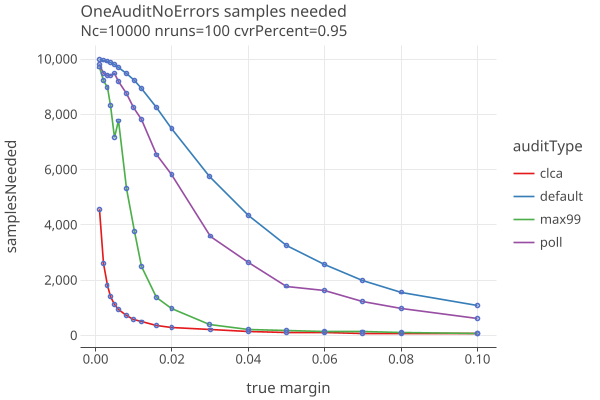 OneAuditNoErrors samples needed
Nc=10000 nruns=100 cvrPercent=0.95
samplesNeeded
10,000
8,000
6,000
4,000
2,000
0
0.00
0.02
0.04
0.06
0.08
0.10
true margin
auditType
clca
default
max99
poll